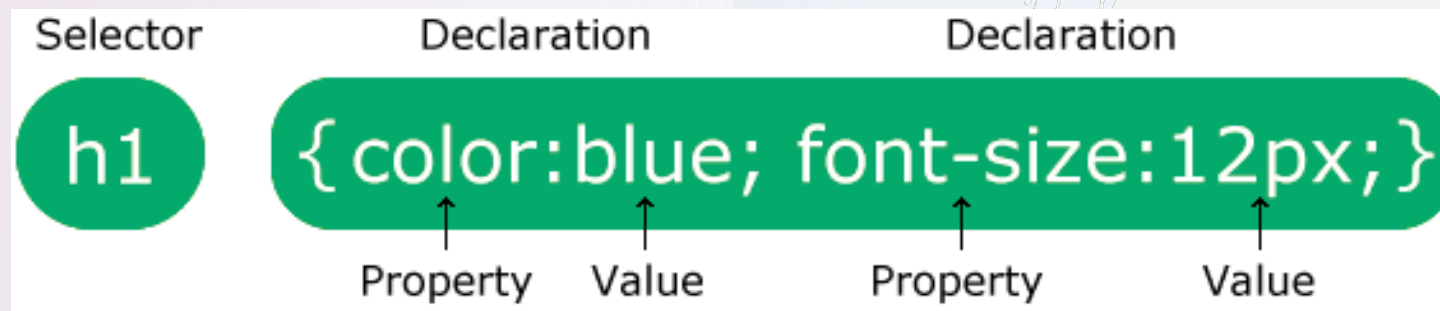 Selector Declaration Declaration
h1 {color:blue; font-size:12px;}
Property Value Property Value